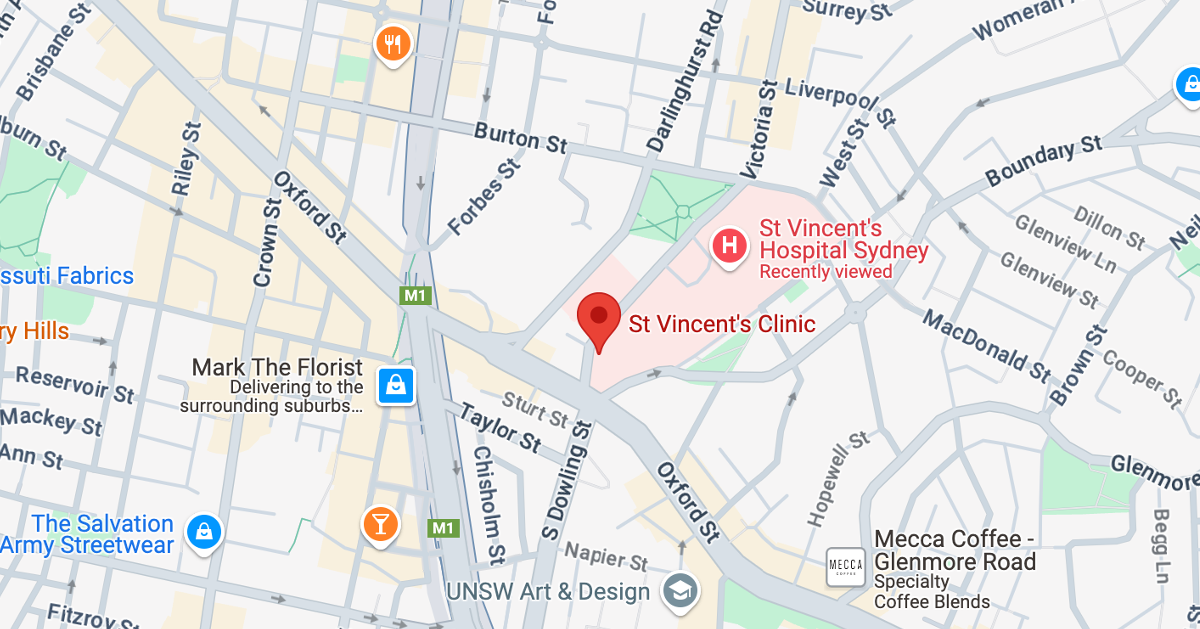 Surrey St
Brisbane St
Darlinghurst Rd
Victoria St
Liverpool St
Burton St
West St
Boundary St
Riley St
Oxford St
Crown St
Forbes St
St Vincent's
Hospital Sydney
Recently viewed
H
Dillon St
Glenview Ln
Glenview St
M1
St Vincent's Clinic
MacDonald St
Brown St
Cooper St
Mark The Florist
Delivering to the
surrounding suburbs...
Reservoir St
Mackey St
Ann St
Sturt St
Taylor St
Chisholm St
S Dowling St
Oxford St
Hopewell St
Glenmore
Begg Ln
The Salvation
Army Streetwear
M1
Napier St
UNSW Art & Design
MECCA
COFFEE
Mecca Coffee -
Glenmore Road
Specialty
Coffee Blends
Fitzroy St
ssuti Fabrics
ry Hills
lburn St
Womerah
Neil
Fo